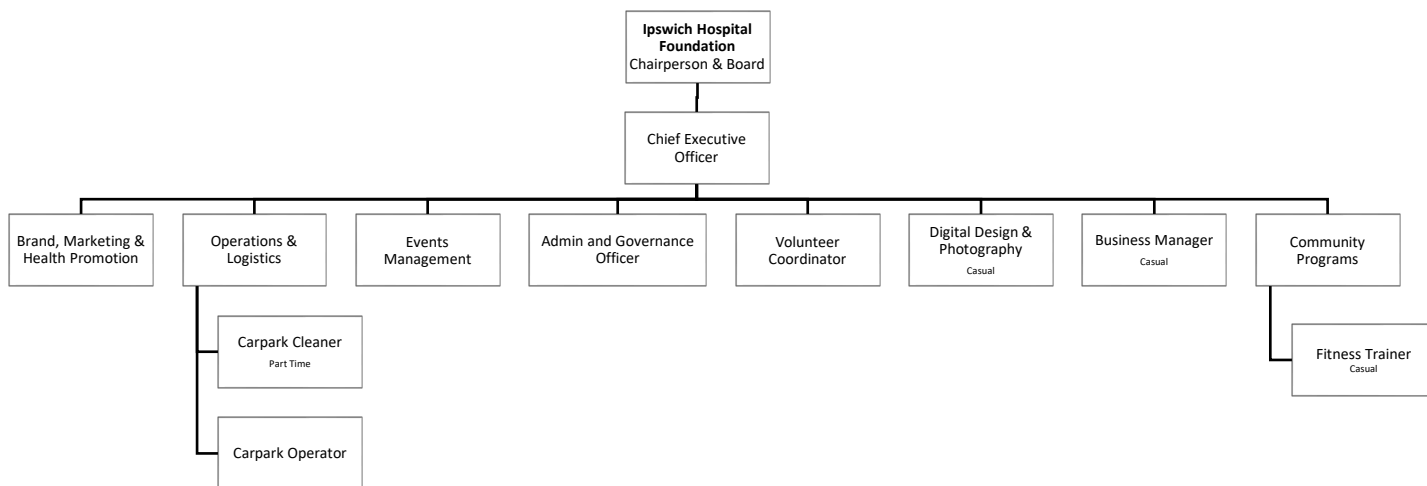 Ipswich Hospital
Foundation
Chairperson & Board
Chief Executive
Officer
Brand, Marketing &
Health Promotion
Operations &
Logistics
Events
Management
Admin and Governance
Officer
Volunteer
Coordinator
Digital Design &
Photography
Casual
Business Manager
Casual
Community
Programs
Carpark Cleaner
Part Time
Carpark Operator
Fitness Trainer
Casual